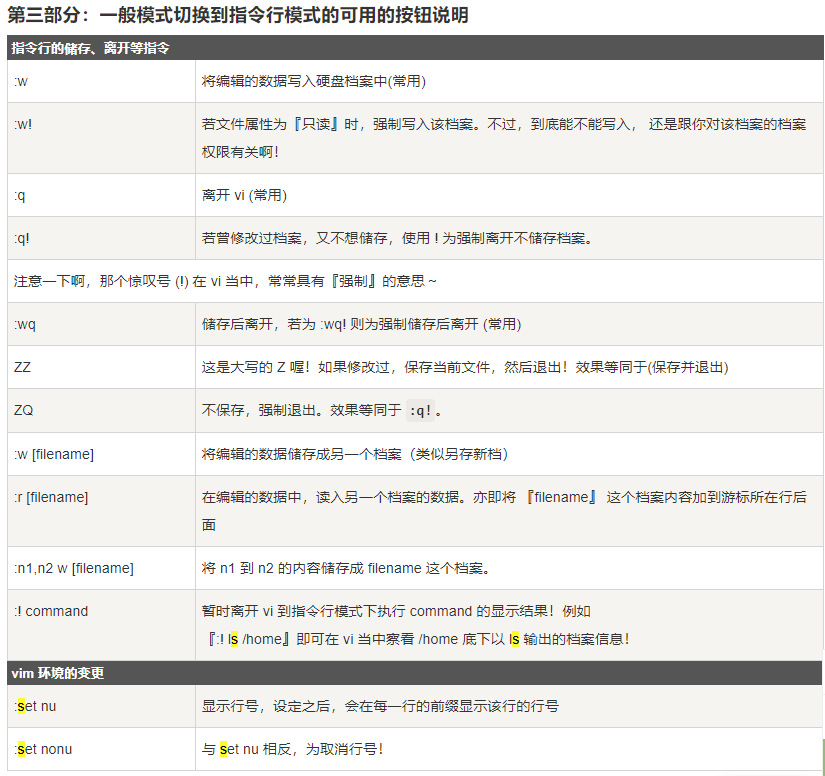 第三部分：一般模式切换到指令行模式的可用的按钮说明
指令行的储存、离开等指令
:w 将编辑的数据写入硬盘档案中(常用)
:w! 若文件属性为『只读』时，强制写入该档案。不过，到底能不能写入， 还是跟你对该档案的档案
权限有关啊！
:q 离开 vi (常用)
:q! 若曾修改过档案，又不想储存，使用 ! 为强制离开不储存档案。
注意一下啊，那个惊叹号 (!) 在 vi 当中，常常具有『强制』的意思～
:wq 储存后离开，若为 :wq! 则为强制储存后离开 (常用)
ZZ 这是大写的 Z 喔！如果修改过，保存当前文件，然后退出！效果等同于(保存并退出)
ZQ 不保存，强制退出。效果等同于 :q!。
:w [filename] 将编辑的数据储存成另一个档案（类似另存新档）
:r [filename] 在编辑的数据中，读入另一个档案的数据。亦即将 『filename』 这个档案内容加到游标所在行后
面
:n1,n2 w [filename] 将 n1 到 n2 的内容储存成 filename 这个档案。
:! command 暂时离开 vi 到指令行模式下执行 command 的显示结果！例如
『:! ls /home』即可在 vi 当中察看 /home 底下以 ls 输出的档案信息！
vim 环境的变更
:set nu 显示行号，设定之后，会在每一行的前缀显示该行的行号
:set nonu 与 set nu 相反，为取消行号！